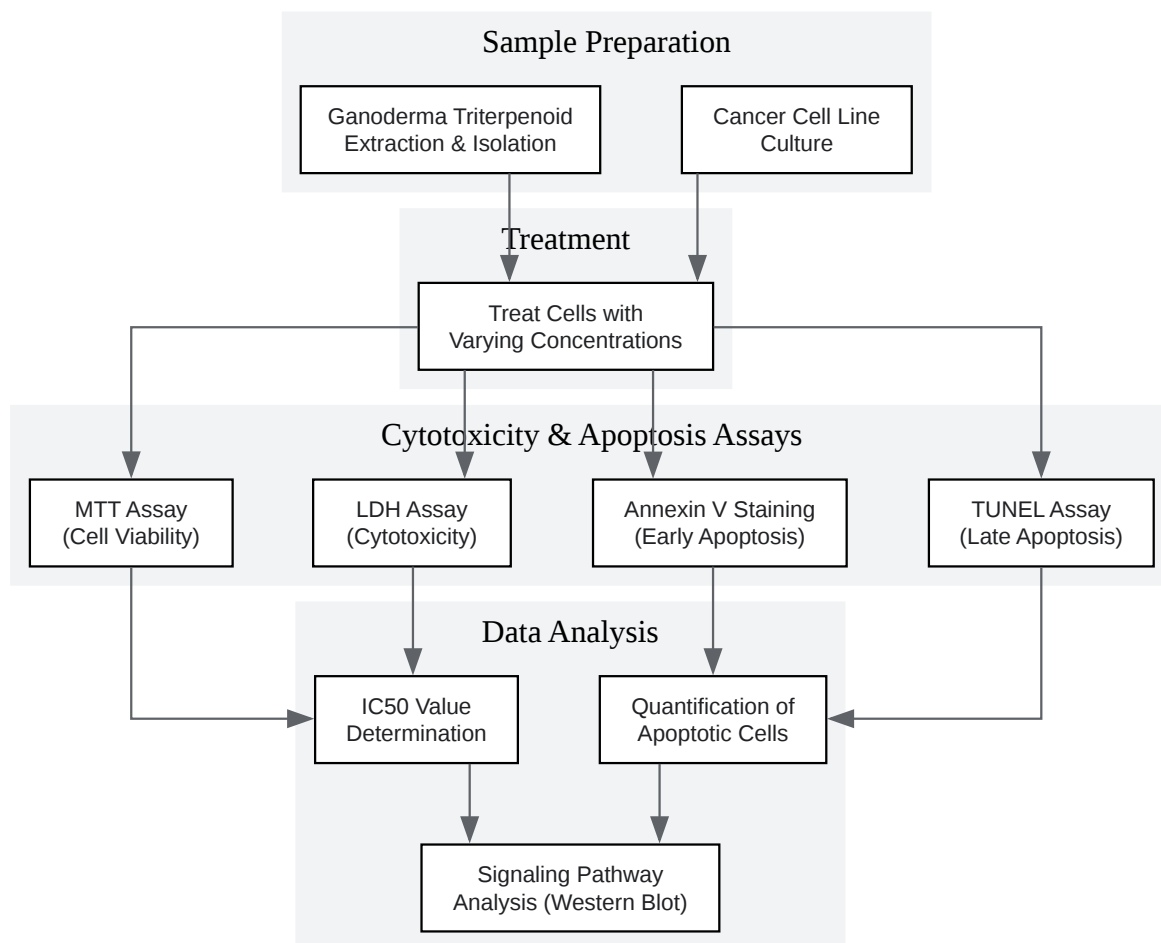 Sample Preparation
Ganoderma Triterpenoid
Extraction & Isolation
Cancer Cell Line
Culture
Treatment
Treat Cells with
Varying Concentrations
Cytotoxicity & Apoptosis Assays
MTT Assay
(Cell Viability)
LDH Assay
(Cytotoxicity)
Annexin V Staining
(Early Apoptosis)
TUNEL Assay
(Late Apoptosis)
Data Analysis
IC50 Value
Determination
Quantification of
Apoptotic Cells
Signaling Pathway
Analysis (Western Blot)